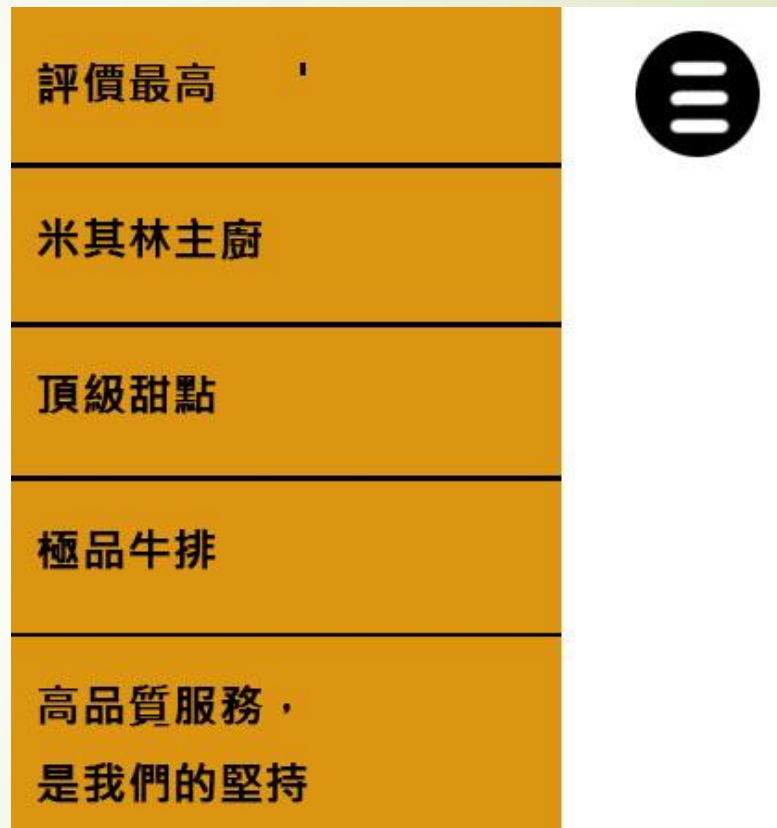 評價最高
米其林主廚
頂級甜點
極品牛排
高品質服務，
是我們的堅持